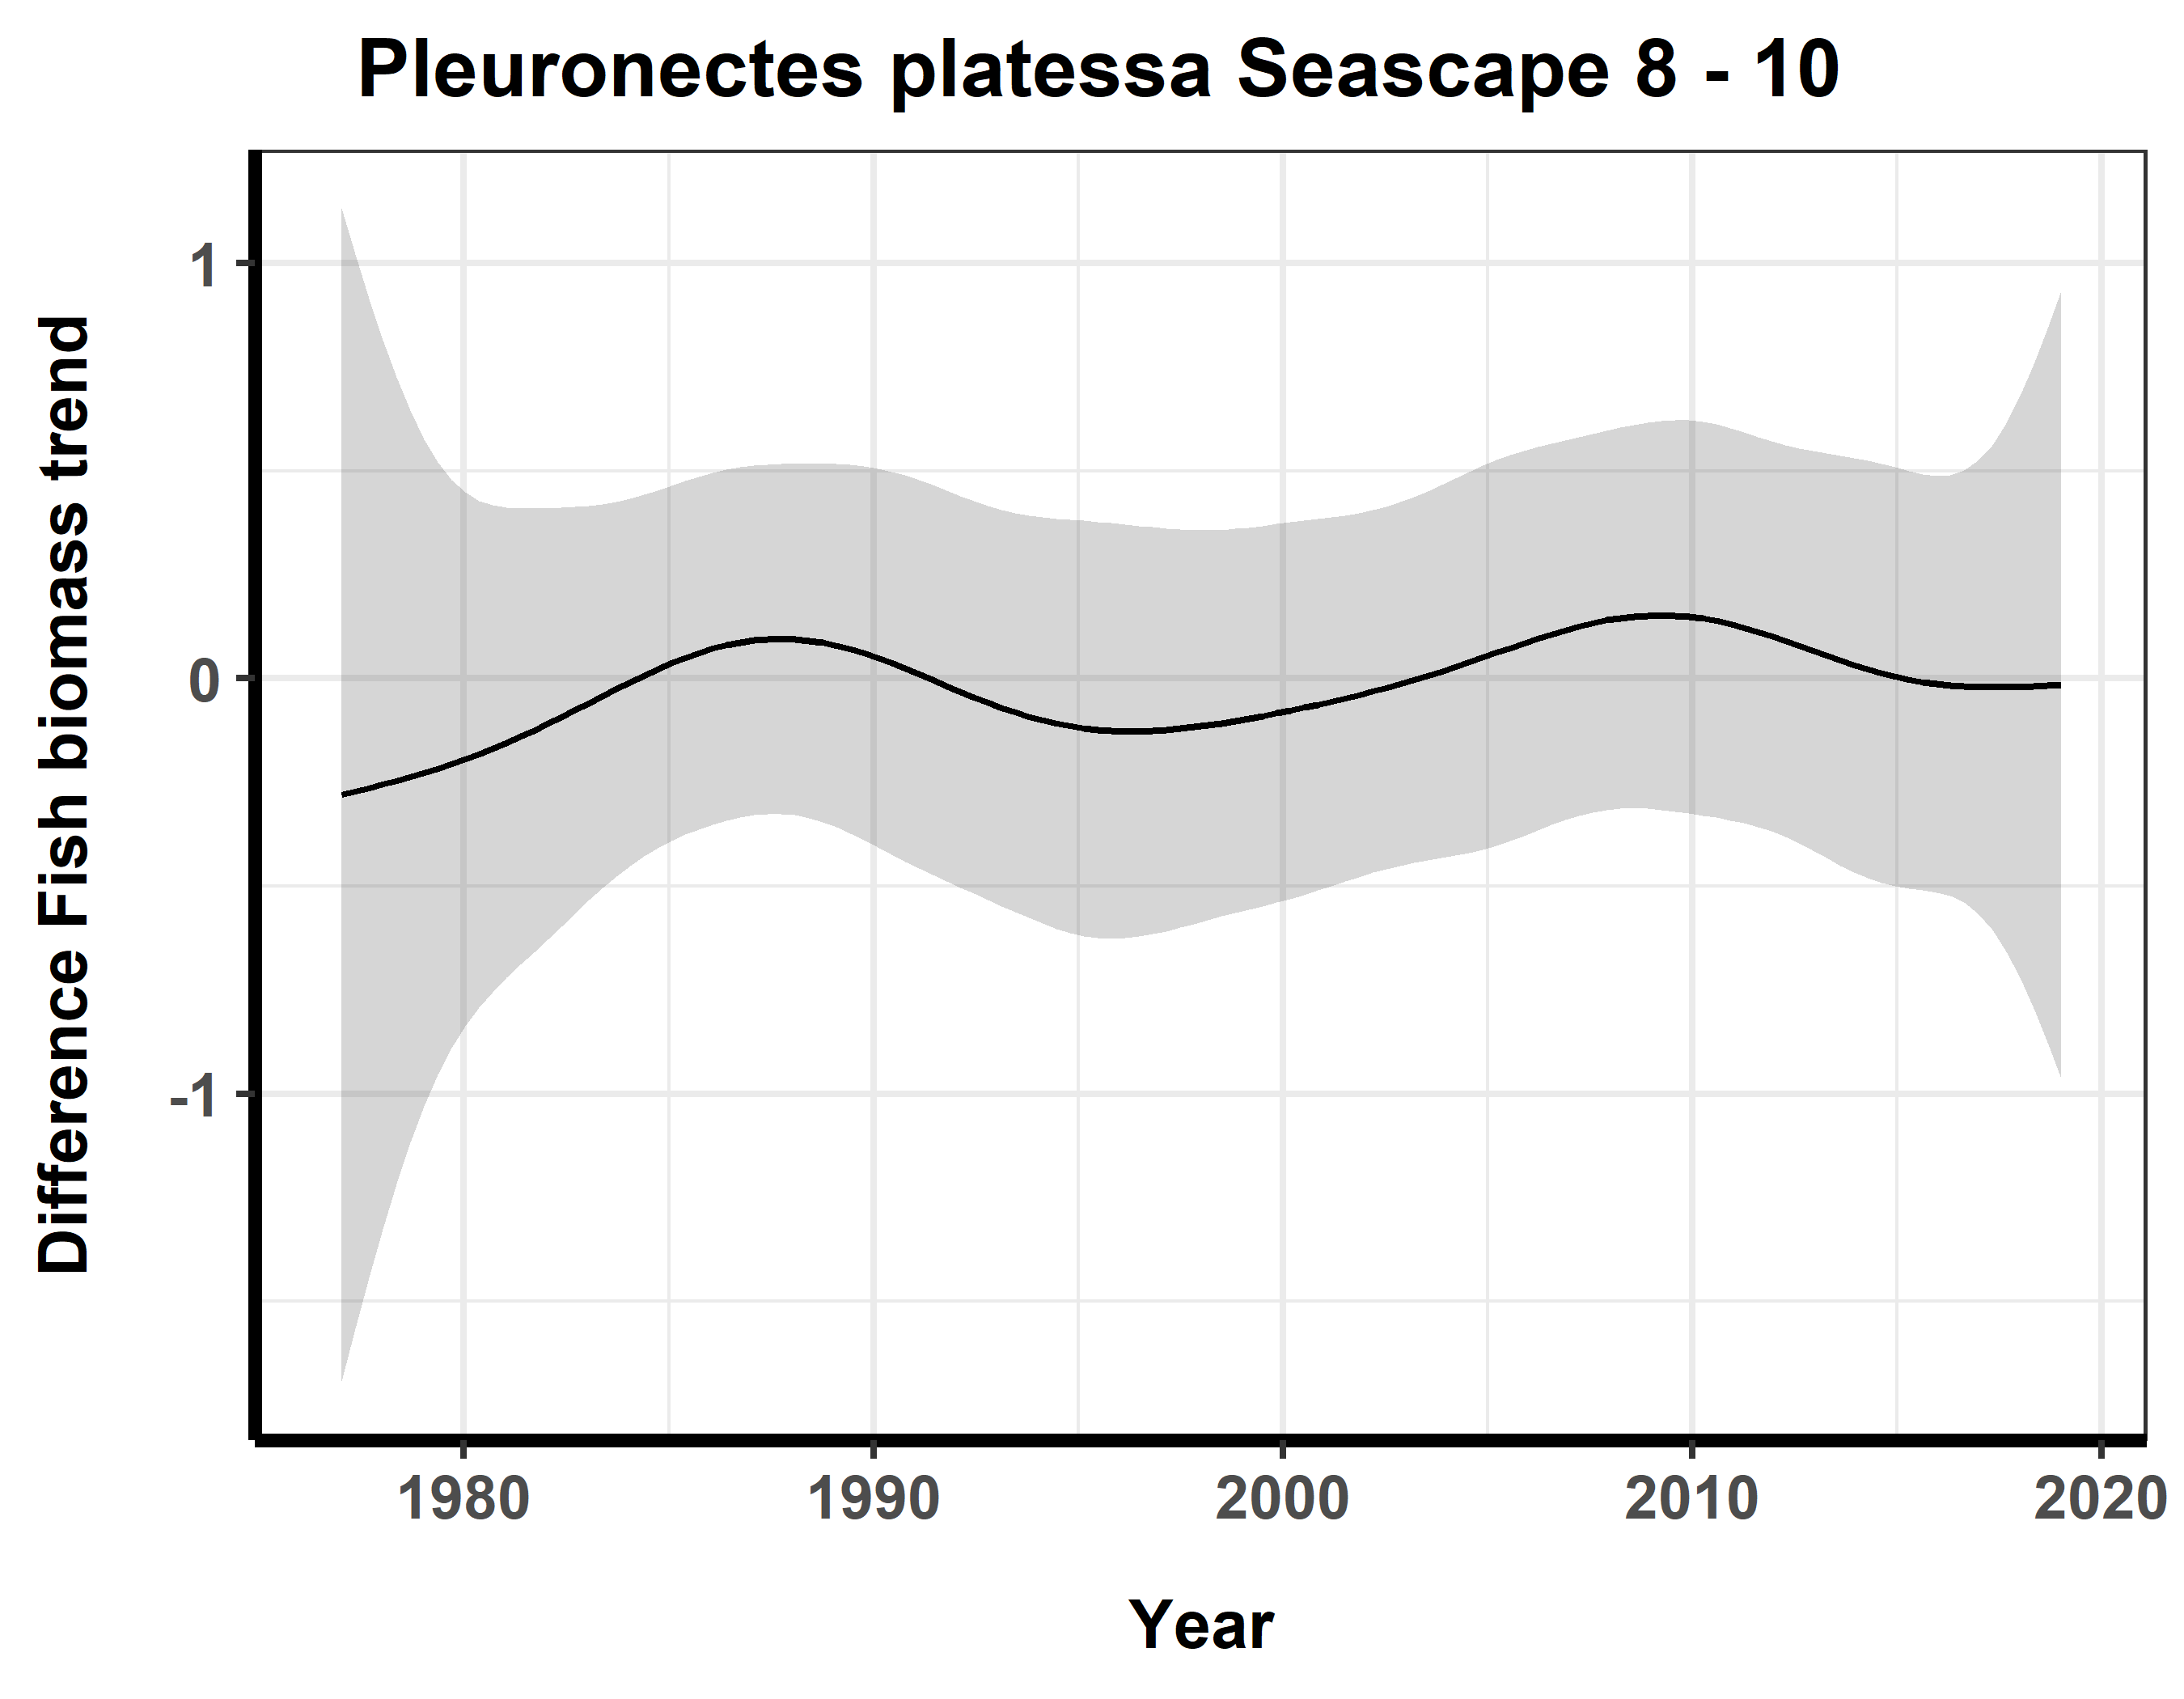 Pleuronectes platessa Seascape 8 - 10
Difference Fish biomass trend
1
0
-1
1980
1990
2000
2010
2020
Year